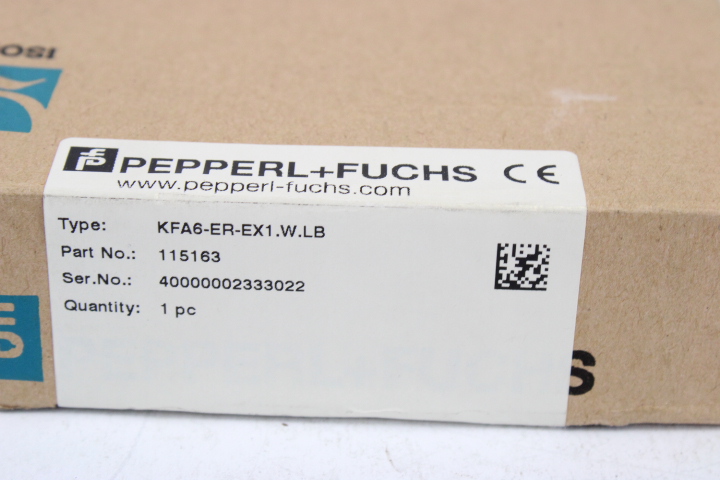 ISO
PEPPERL+FUCHS CE
www.pepperl-fuchs.com
Type: KFA6-ER-EX1.W.LB
Part No.: 115163
Ser.No.: 40000002333022
Quantity: 1 pc
S